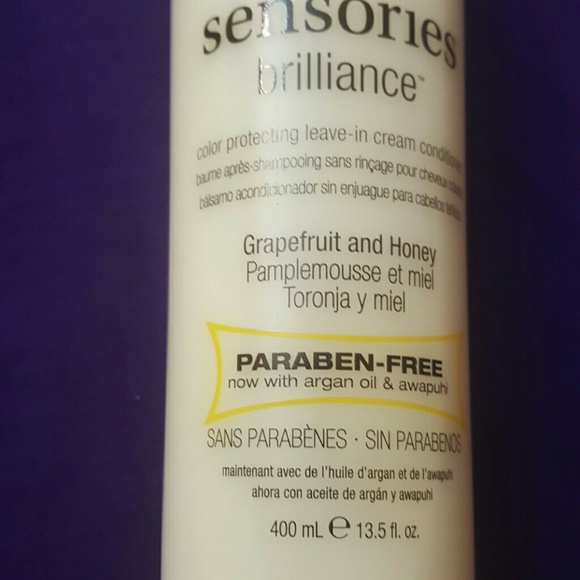 sensories
brilliance™
color protecting leave-in cream conditioner
baume après-shampooing sans rinçage pour cheveux
bálsamo acondicionador sin enjuague para cabellos teñidos
Grapefruit and Honey
Pamplemousse et miel
Toronja y miel
PARABEN-FREE
now with argan oil & awapuhi
SANS PARABÈNES · SIN PARABENOS
maintenant avec de l'huile d'argan et de l'awapuhi
ahora con aceite de argán y awapuhi
400 mL ℮ 13.5 fl. oz.